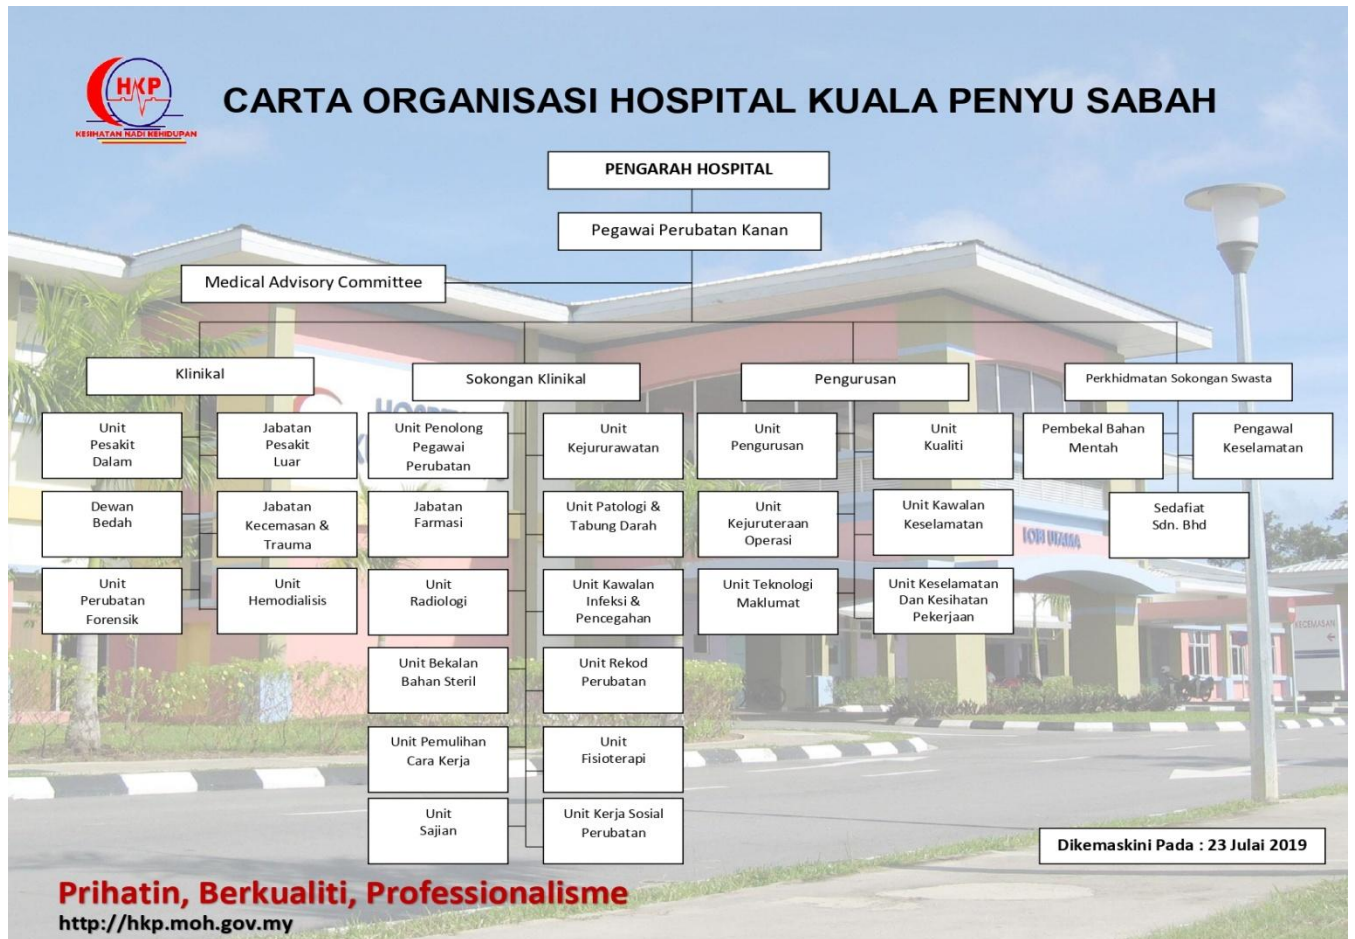 HKP
KESIHATAN NADI KEHIDUPAN
CARTA ORGANISASI HOSPITAL KUALA PENYU SABAH
PENGARAH HOSPITAL
Pegawai Perubatan Kanan
Medical Advisory Committee
Klinikal
Unit
Pesakit
Dalam
Jabatan
Pesakit
Luar
Dewan
Bedah
Jabatan
Kecemasan &
Trauma
Unit
Perubatan
Forensik
Unit
Hemodialisis
Sokongan Klinikal
Unit Penolong
Pegawai
Perubatan
Unit
Kejururawatan
Jabatan
Farmasi
Unit Patologi &
Tabung Darah
Unit
Radiologi
Unit Kawalan
Infeksi &
Pencegahan
Unit Bekalan
Bahan Steril
Unit Rekod
Perubatan
Unit Pemulihan
Cara Kerja
Unit
Fisioterapi
Unit
Sajian
Unit Kerja Sosial
Perubatan
Pengurusan
Unit
Pengurusan
Unit
Kualiti
Unit
Kejuruteraan
Operasi
Unit Kawalan
Keselamatan
Unit Teknologi
Maklumat
Unit Keselamatan
Dan Kesihatan
Pekerjaan
Perkhidmatan Sokongan Swasta
Pembekal Bahan
Mentah
Pengawal
Keselamatan
Sedafiat
Sdn. Bhd
LOBI UTAMA
KECEMASAN
Dikemaskini Pada : 23 Julai 2019
Prihatin, Berkualiti, Professionalisme
http://hkp.moh.gov.my